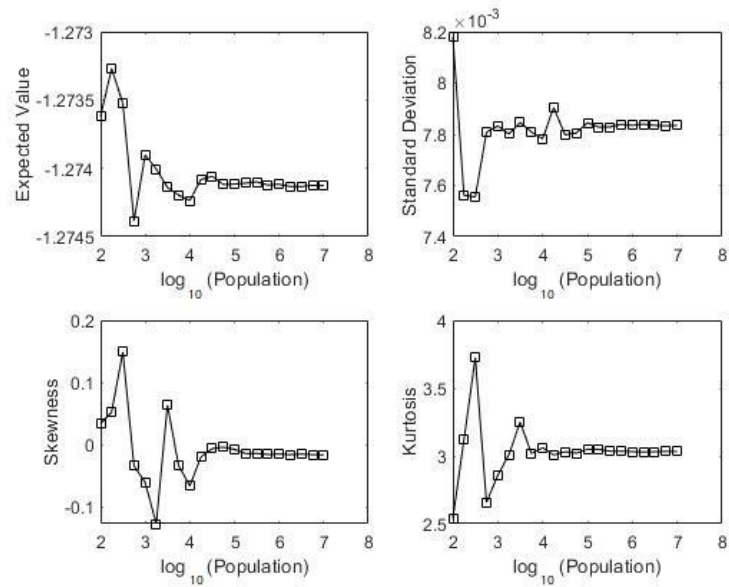 -1.273
-1.2735
-1.274
-1.2745
Expected Value
2 3 4 5 6 7 8
log10 (Population)
×10-3
8.2
8
7.8
7.6
7.4
Standard Deviation
2 3 4 5 6 7 8
log10 (Population)
0.2
0.1
0
-0.1
Skewness
2 3 4 5 6 7 8
log10 (Population)
4
3.5
3
2.5
Kurtosis
2 3 4 5 6 7 8
log10 (Population)